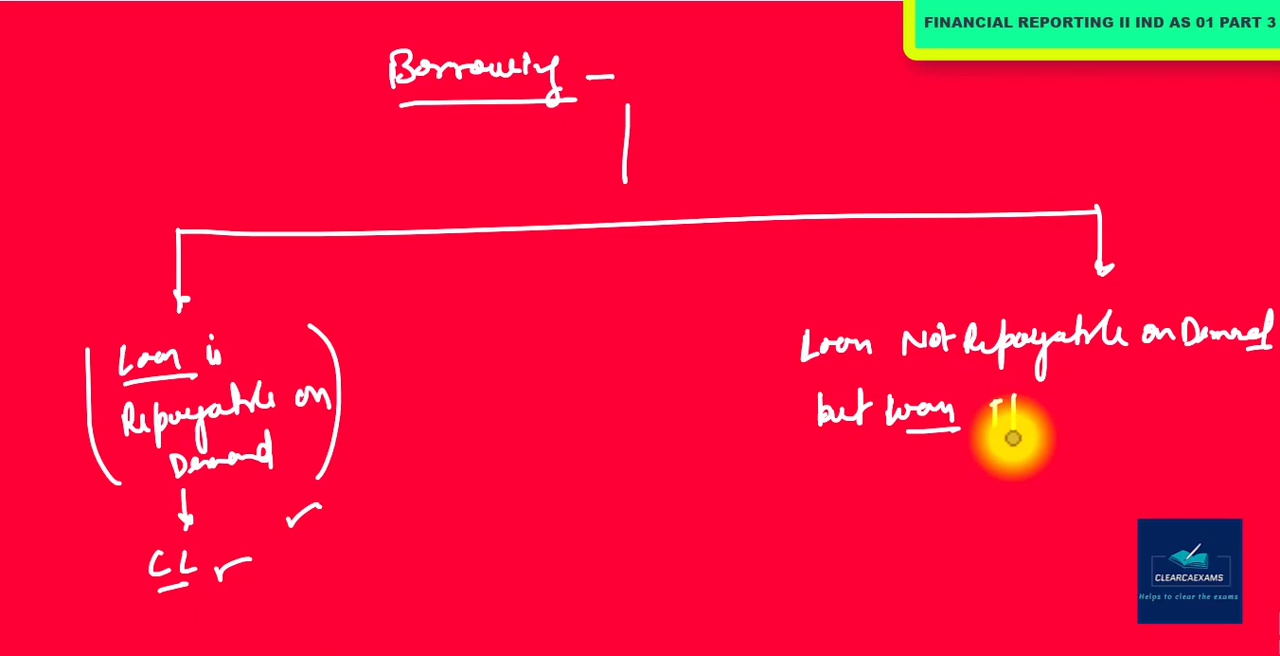 FINANCIAL REPORTING II IND AS 01 PART 3
Borrowing –
Loan is
Repayable on
Demand
CL
Loan Not Repayable on Demand
but Loan
CLEARCAEXAMS
Helps to clear the exams